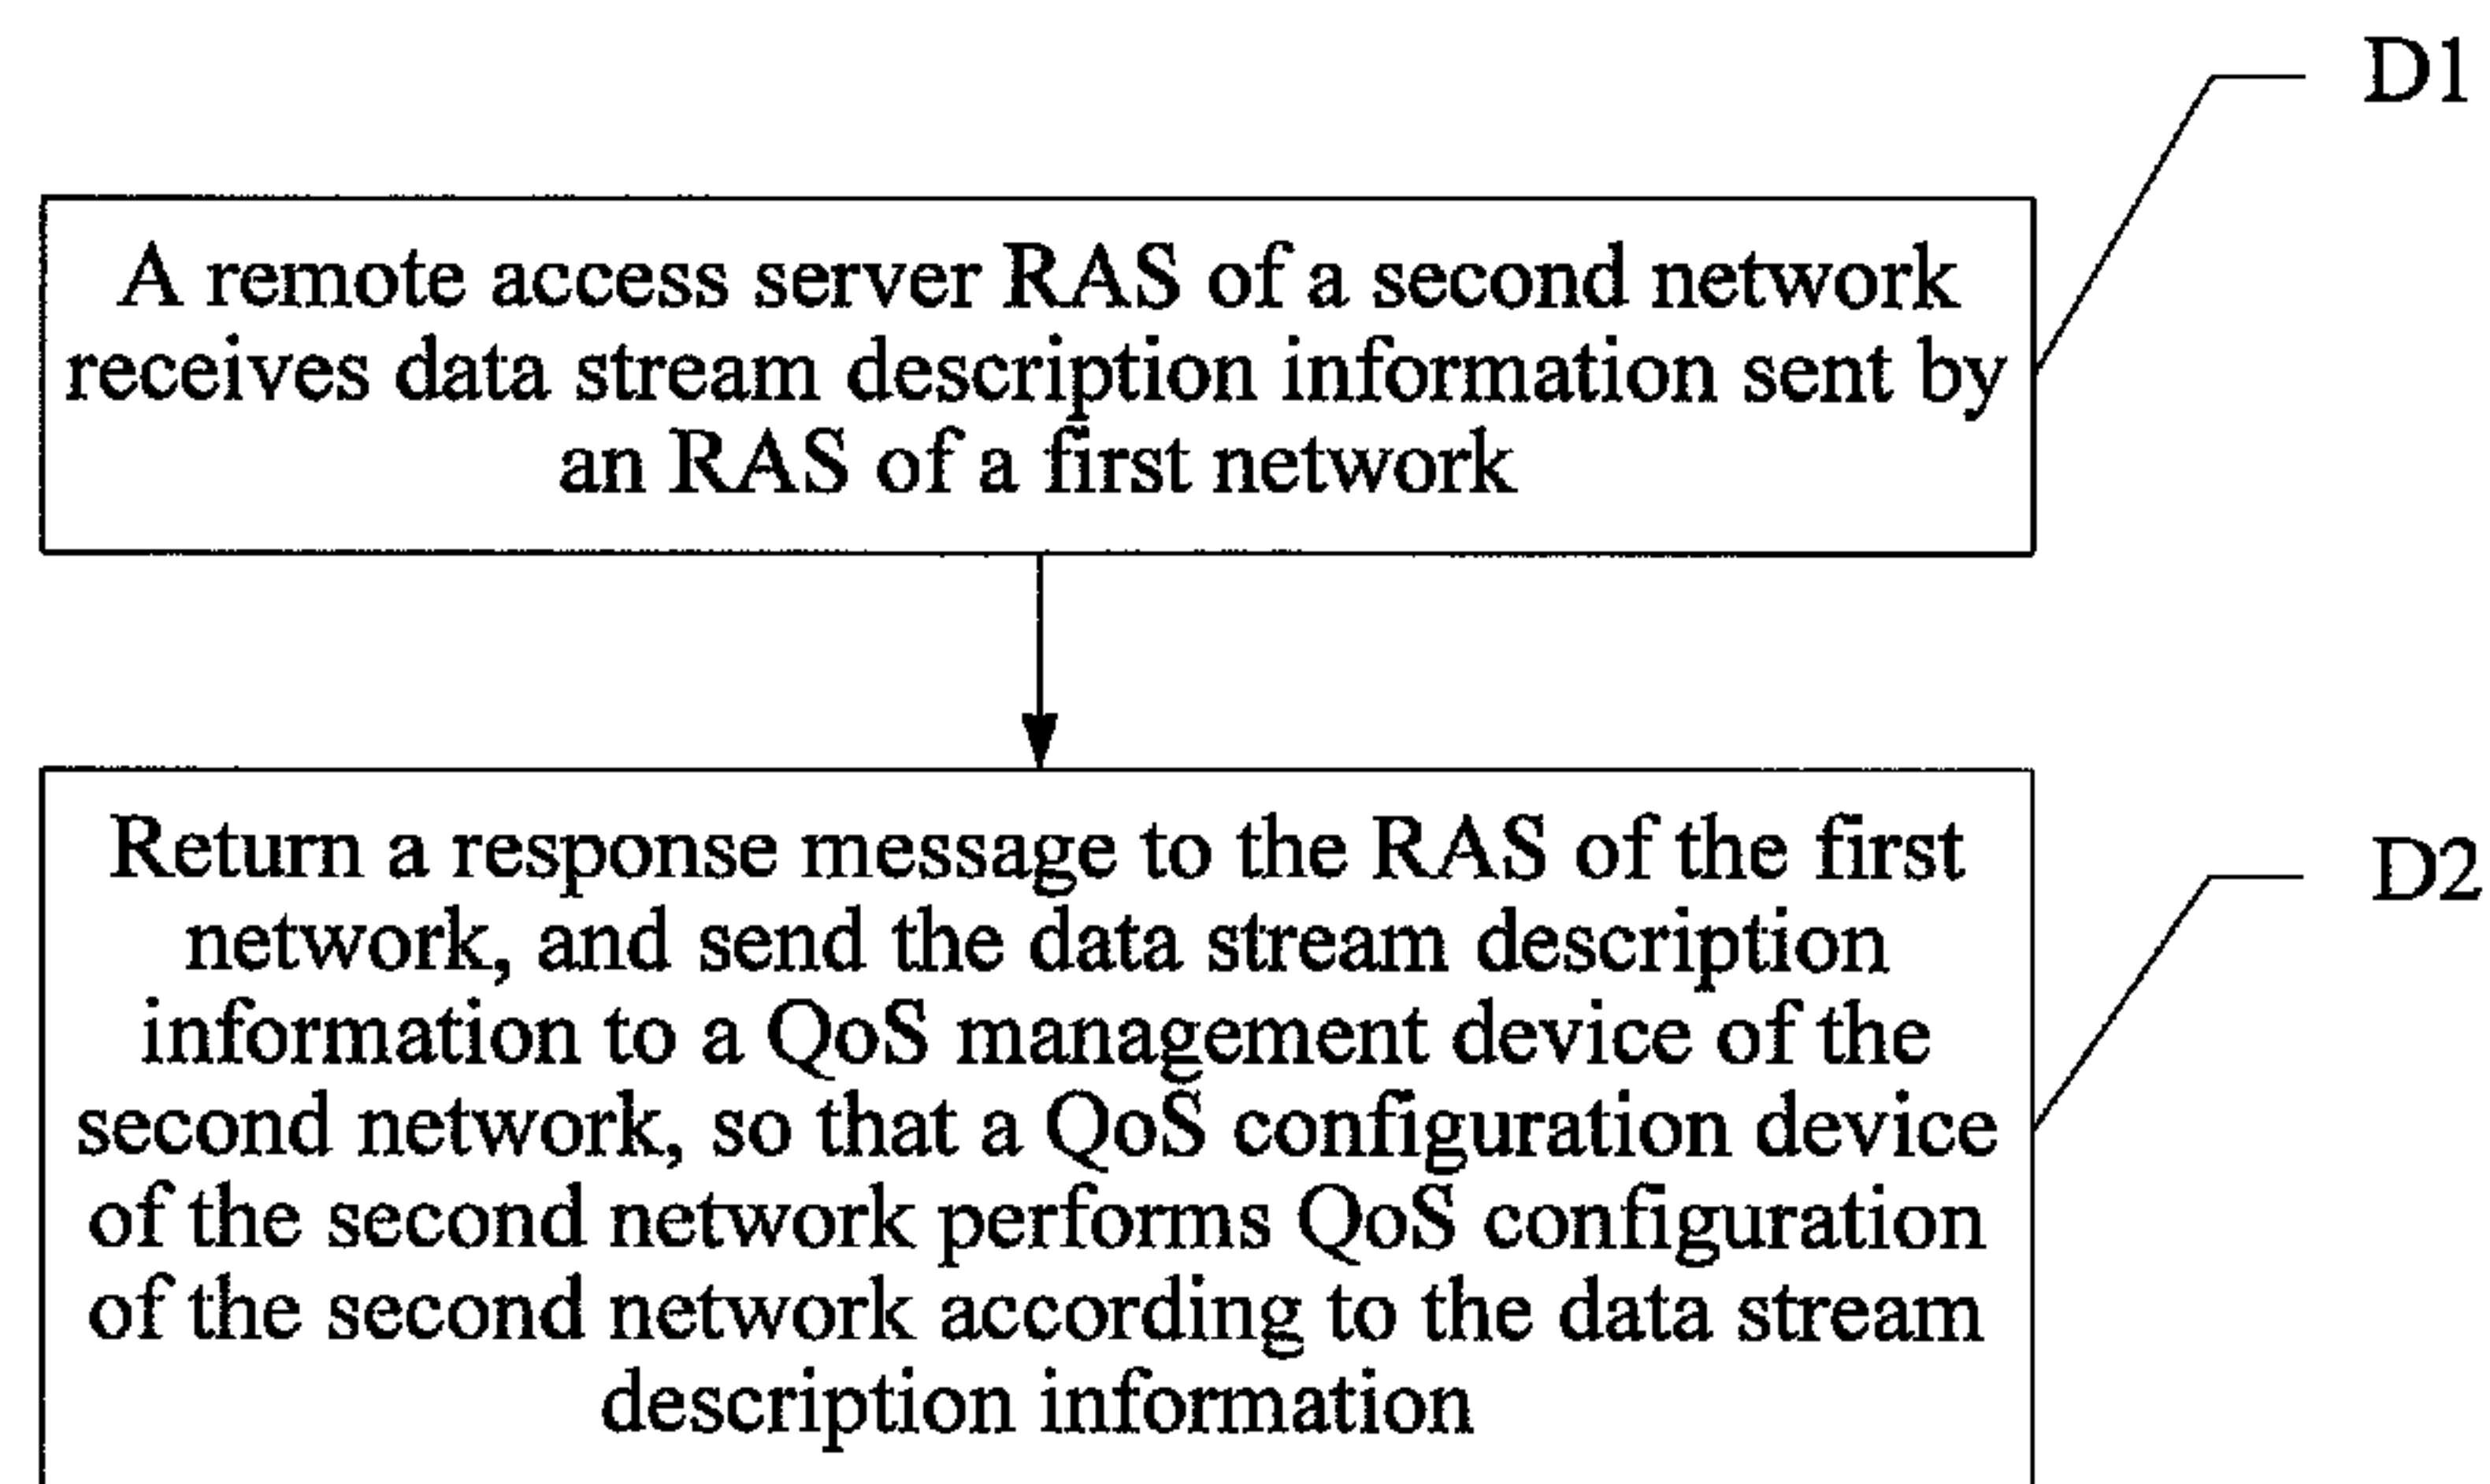 D1
A remote access server RAS of a second network
receives data stream description information sent by
an RAS of a first network
Return a response message to the RAS of the first
network, and send the data stream description
information to a QoS management device of the
second network, so that a QoS configuration device
of the second network performs QoS configuration
of the second network according to the data stream
description information
D2